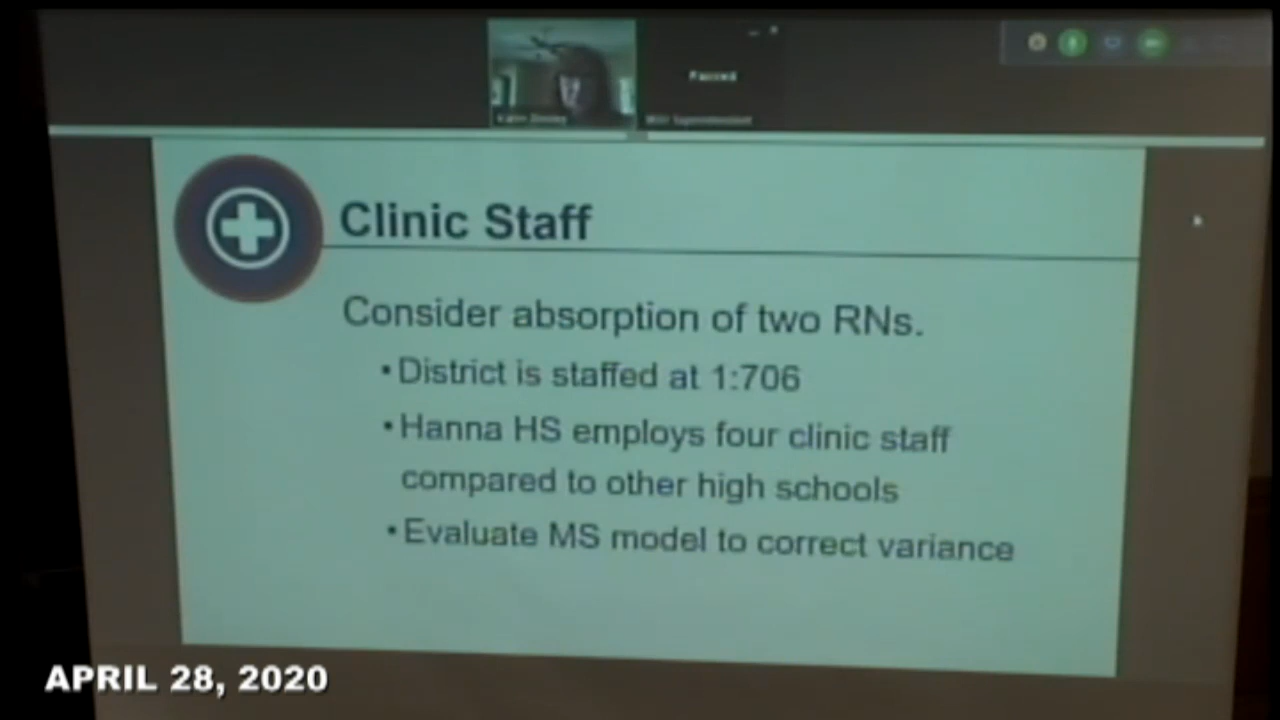 Paused
Clinic Staff
Consider absorption of two RNs.
•District is staffed at 1:706
•Hanna HS employs four clinic staff
compared to other high schools
•Evaluate MS model to correct variance
APRIL 28, 2020